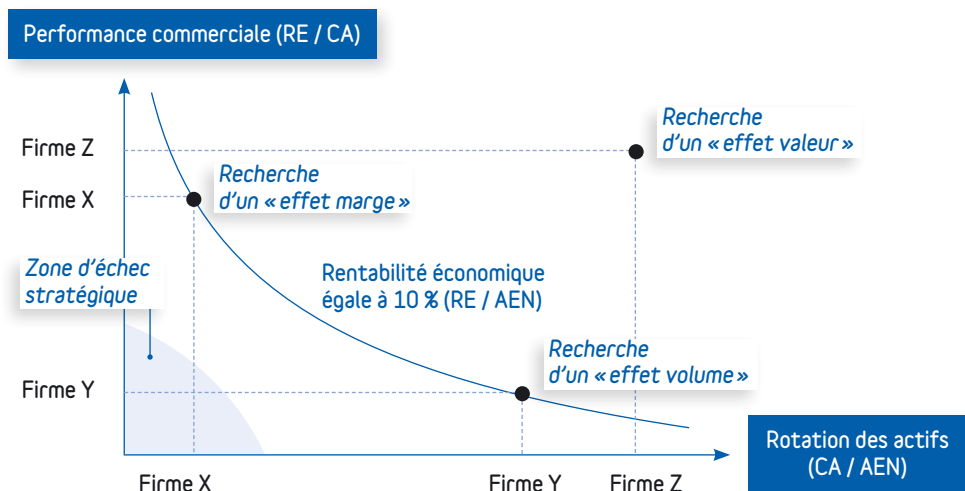 Performance commerciale (RE / CA)
Firme Z
Recherche
d'un « effet valeur »
Firme X
Recherche
d'un « effet marge »
Zone d'échec
stratégique
Rentabilité économique
égale à 10 % (RE / AEN)
Firme Y
Recherche
d'un « effet volume »
Rotation des actifs
(CA / AEN)
Firme X
Firme Y
Firme Z